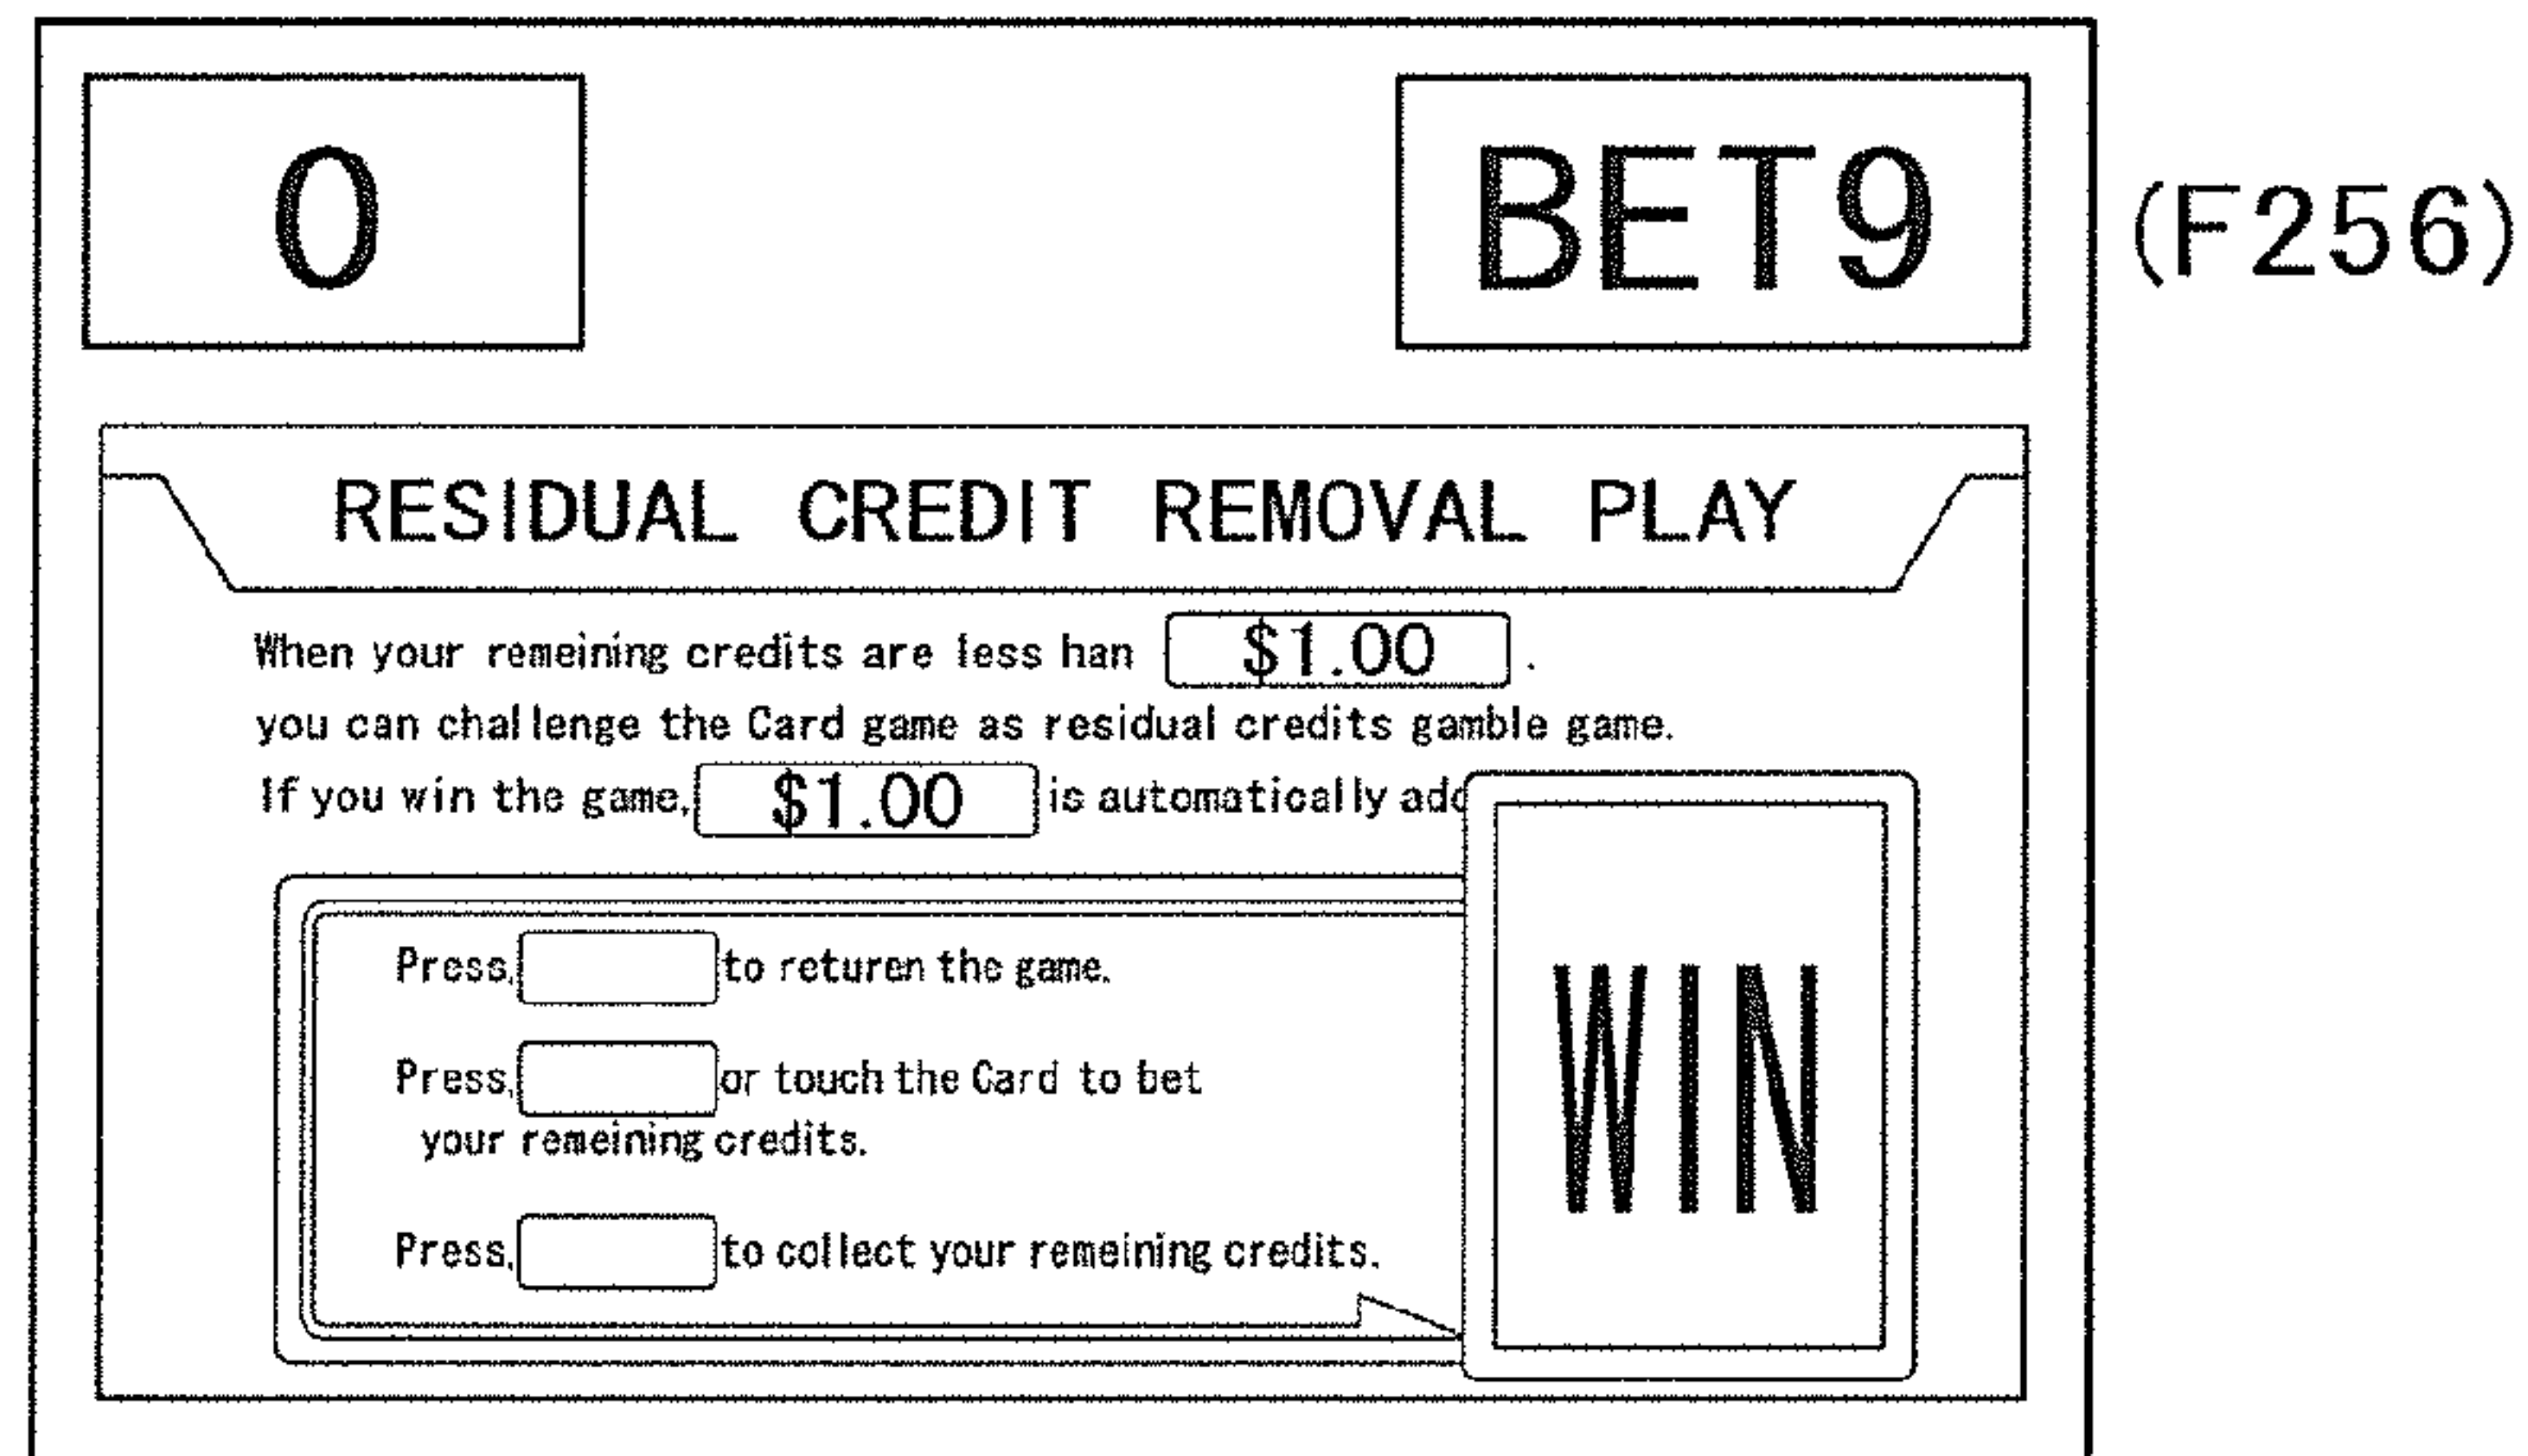 0
BET9
(F256)
RESIDUAL CREDIT REMOVAL PLAY
When your remeining credits are less han $1.00 .
you can challenge the Card game as residual credits gamble game.
If you win the game, $1.00 is automatically add
Press, to returen the game.
Press, or touch the Card to bet
your remeining credits.
Press, to collect your remeining credits.
WIN